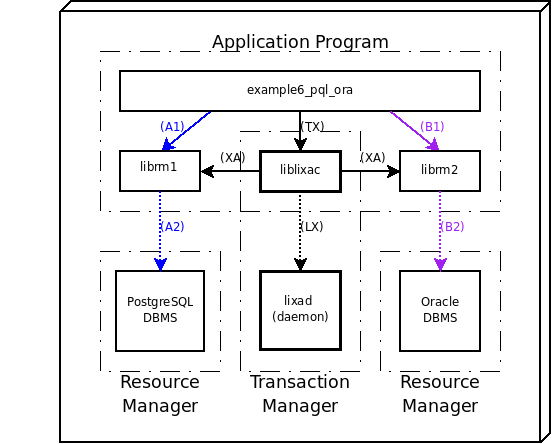 Application Program
example6_pql_ora
(A1)
(TX)
(B1)
librm1
(XA)
liblixac
(XA)
librm2
(A2)
(LX)
(B2)
PostgreSQL
DBMS
lixad
(daemon)
Oracle
DBMS
Resource
Manager
Transaction
Manager
Resource
Manager